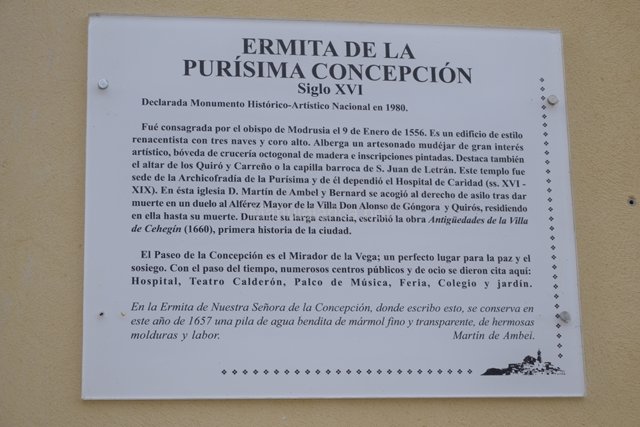 ERMITA DE LA
PURÍSIMA CONCEPCIÓN
Siglo XVI
Declarada Monumento Histórico-Artístico Nacional en 1980.
Fué consagrada por el obispo de Modrusia el 9 de Enero de 1556. Es un edificio de estilo
renacentista con tres naves y coro alto. Alberga un artesonado mudéjar de gran interés
artístico, bóveda de crucería octogonal de madera e inscripciones pintadas. Destaca también
el altar de los Quiró y Carreño o la capilla barroca de S. Juan de Letrán. Este templo fue
sede de la Archicofradía de la Purísima y de él dependió el Hospital de Caridad (ss. XVI -
XIX). En ésta iglesia D. Martín de Ambel y Bernard se acogió al derecho de asilo tras dar
muerte en un duelo al Alférez Mayor de la Villa Don Alonso de Góngora y Quirós, residiendo
en ella hasta su muerte. Durante su larga estancia, escribió la obra Antigüedades de la Villa
de Cehegín (1660), primera historia de la ciudad.
El Paseo de la Concepción es el Mirador de la Vega; un perfecto lugar para la paz y el
sosiego. Con el paso del tiempo, numerosos centros públicos y de ocio se dieron cita aquí:
Hospital, Teatro Calderón, Palco de Música, Feria, Colegio y jardín.
En la Ermita de Nuestra Señora de la Concepción, donde escribo esto, se conserva en
este año de 1657 una pila de agua bendita de mármol fino y transparente, de hermosas
molduras y labor. Martín de Ambel.